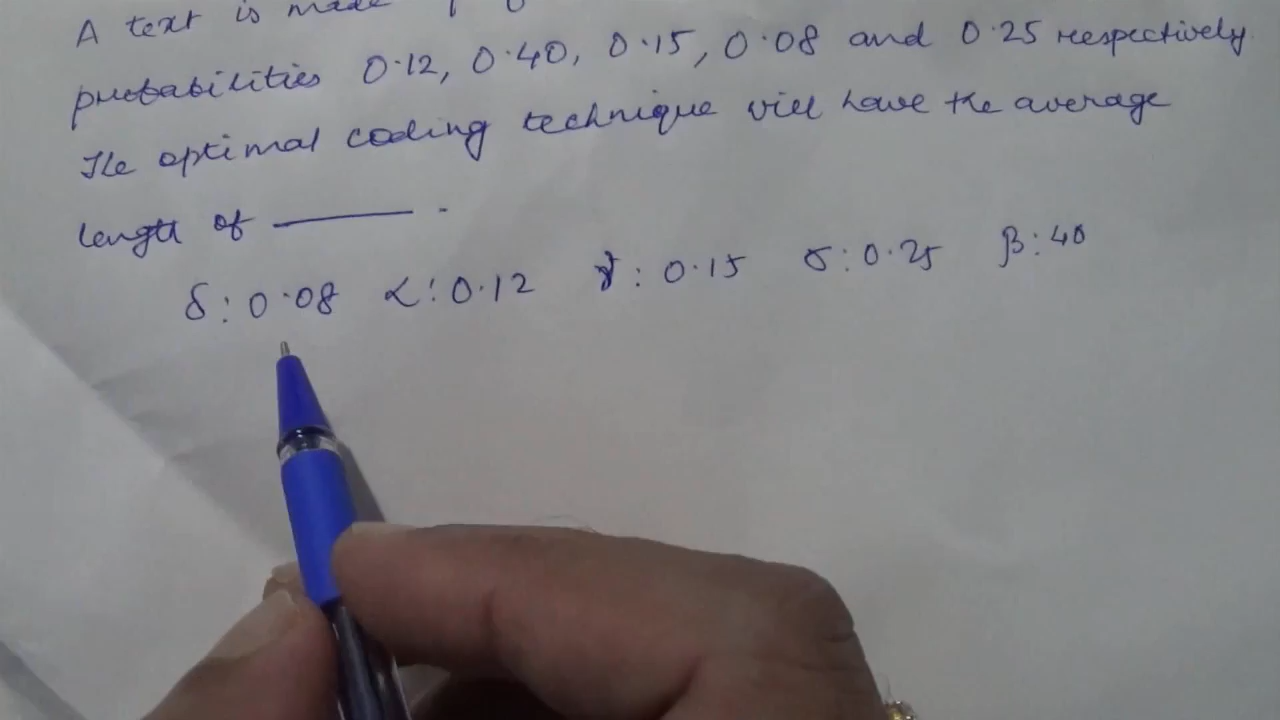 A text is made
probabilities 0.12, 0.40, 0.15, 0.08 and 0.25 respectively
The optimal coding technique will have the average
length of ——— .
δ: 0.08 α: 0.12 γ: 0.15 σ: 0.25 β: 40